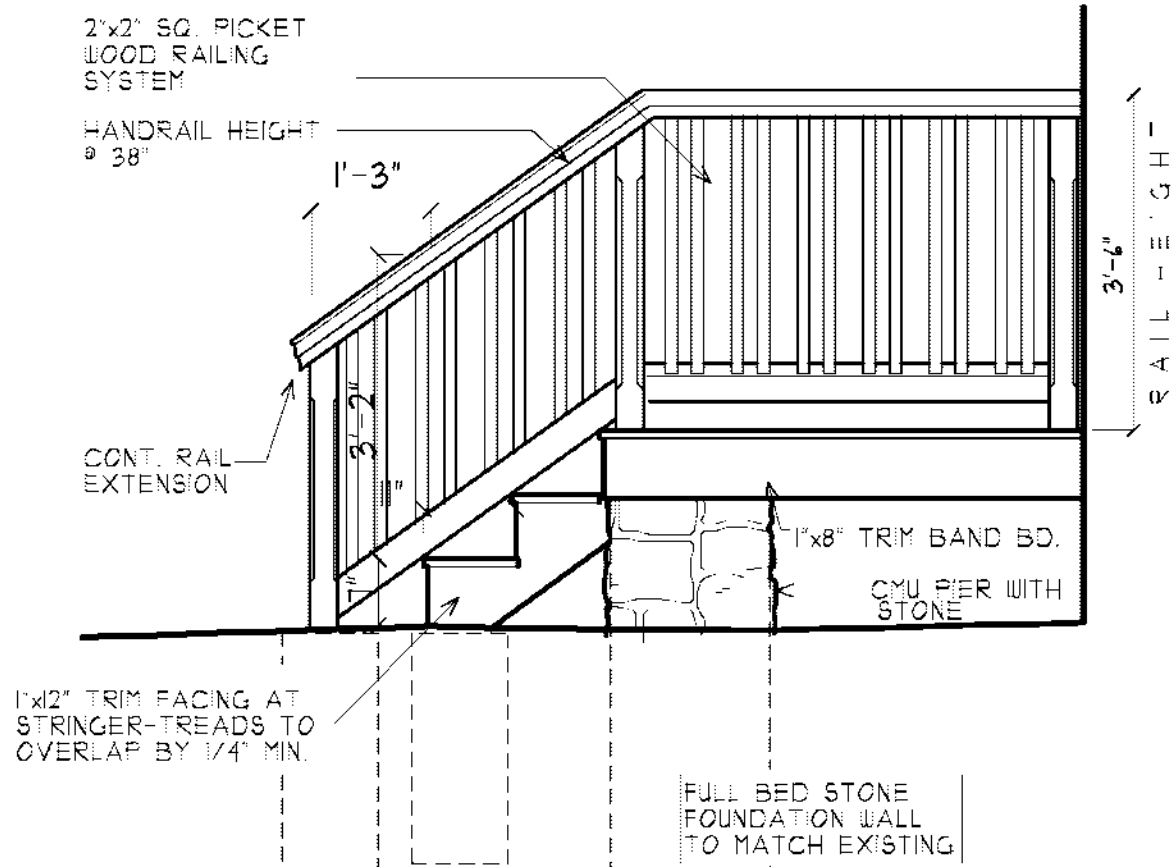 2"x2" SQ. PICKET
WOOD RAILING
SYSTEM
HANDRAIL HEIGHT
@ 38"
1'-3"
3'-2"
11"
7"
CONT. RAIL
EXTENSION
3'-6"
RAIL HEIGHT
1"x8" TRIM BAND BD.
CMU PIER WITH
STONE
1"x12" TRIM FACING AT
STRINGER-TREADS TO
OVERLAP BY 1/4" MIN.
FULL BED STONE
FOUNDATION WALL
TO MATCH EXISTING